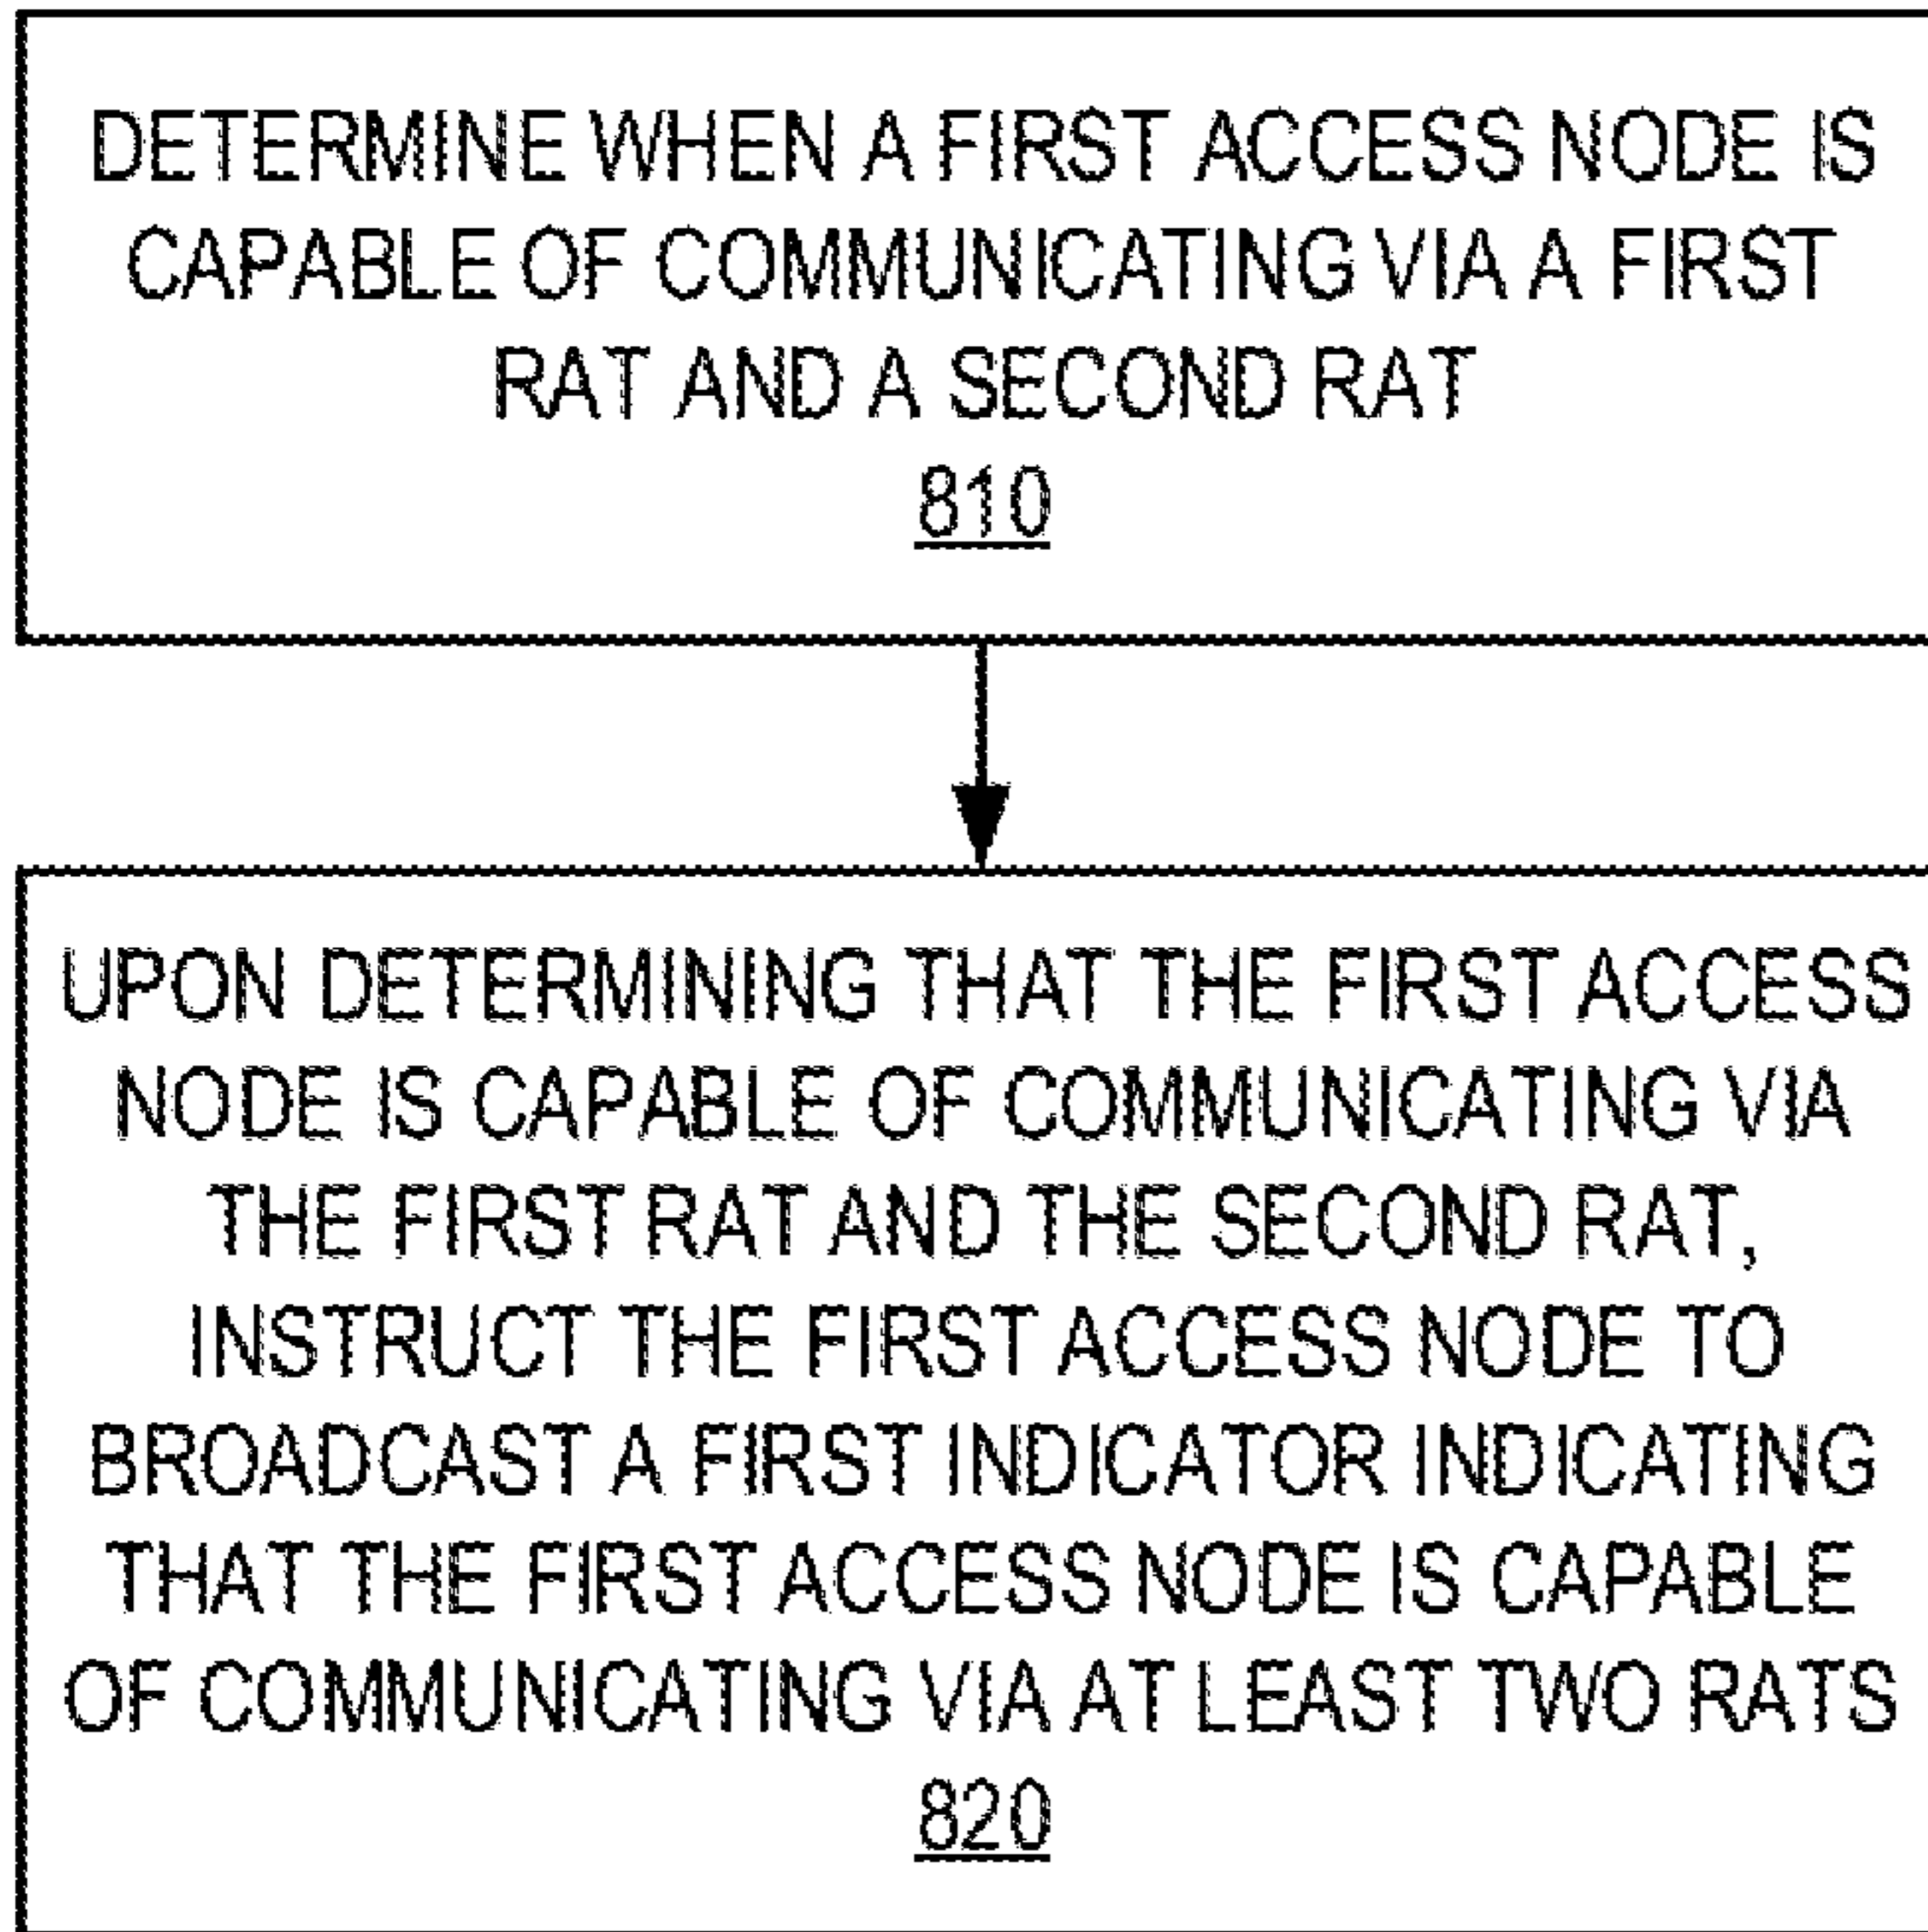 DETERMINE WHEN A FIRST ACCESS NODE IS
CAPABLE OF COMMUNICATING VIA A FIRST
RAT AND A SECOND RAT
810
UPON DETERMINING THAT THE FIRST ACCESS
NODE IS CAPABLE OF COMMUNICATING VIA
THE FIRST RAT AND THE SECOND RAT,
INSTRUCT THE FIRST ACCESS NODE TO
BROADCAST A FIRST INDICATOR INDICATING
THAT THE FIRST ACCESS NODE IS CAPABLE
OF COMMUNICATING VIA AT LEAST TWO RATS
820